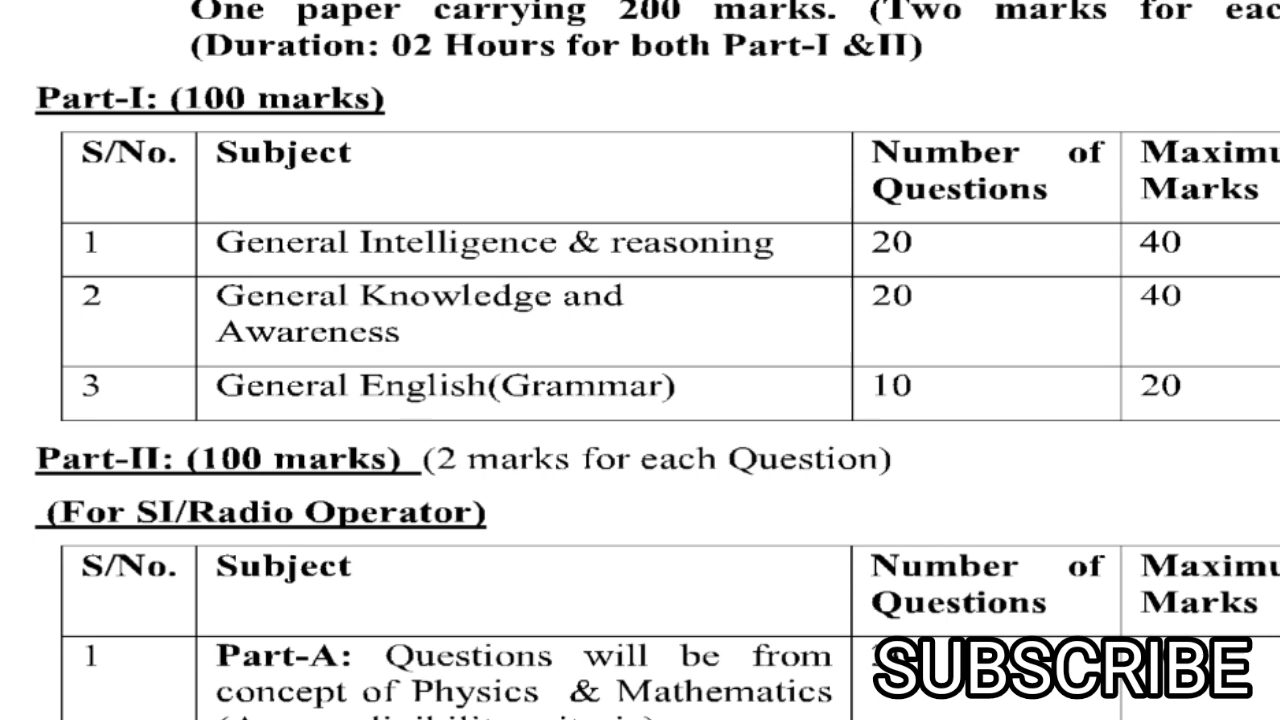 One paper carrying 200 marks. (Two marks for
(Duration: 02 Hours for both Part-I &II)
Part-I: (100 marks)
S/No. Subject Number of Questions Marks
1 General Intelligence & reasoning 20 40
2 General Knowledge and Awareness 20 40
3 General English(Grammar) 10 20
Part-II: (100 marks) (2 marks for each Question)
(For SI/Radio Operator)
S/No. Subject Number of Questions Marks
1 Part-A: Questions will be from
concept of Physics & Mathematics
SUBSCRIBE